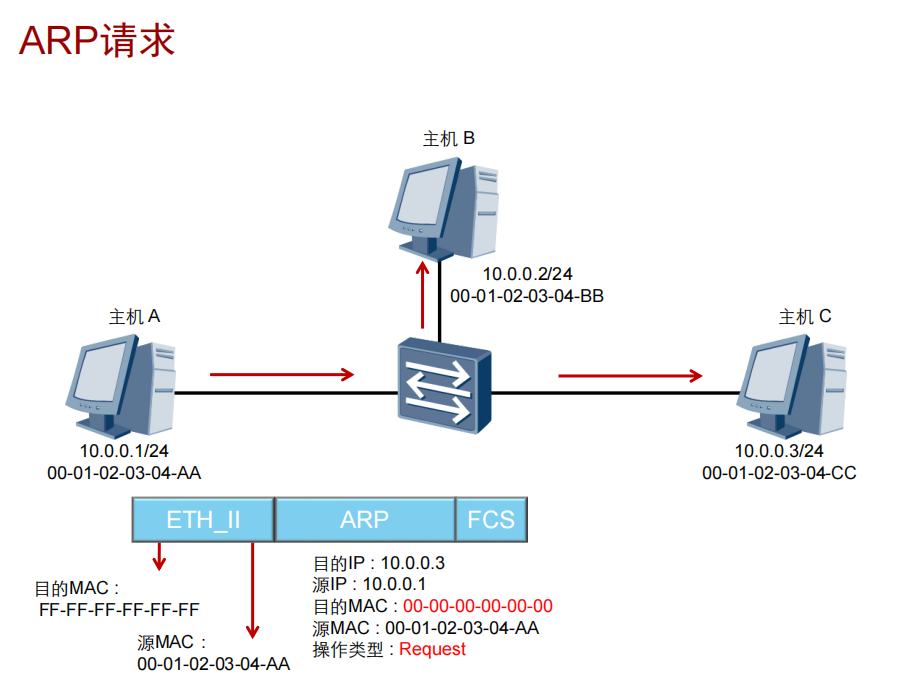 ARP请求
主机 B
10.0.0.2/24
00-01-02-03-04-BB
主机 A
主机 C
10.0.0.1/24
00-01-02-03-04-AA
10.0.0.3/24
00-01-02-03-04-CC
ETH_II
ARP
FCS
目的MAC :
FF-FF-FF-FF-FF-FF
源MAC :
00-01-02-03-04-AA
目的IP : 10.0.0.3
源IP : 10.0.0.1
目的MAC : 00-00-00-00-00-00
源MAC : 00-01-02-03-04-AA
操作类型 : Request